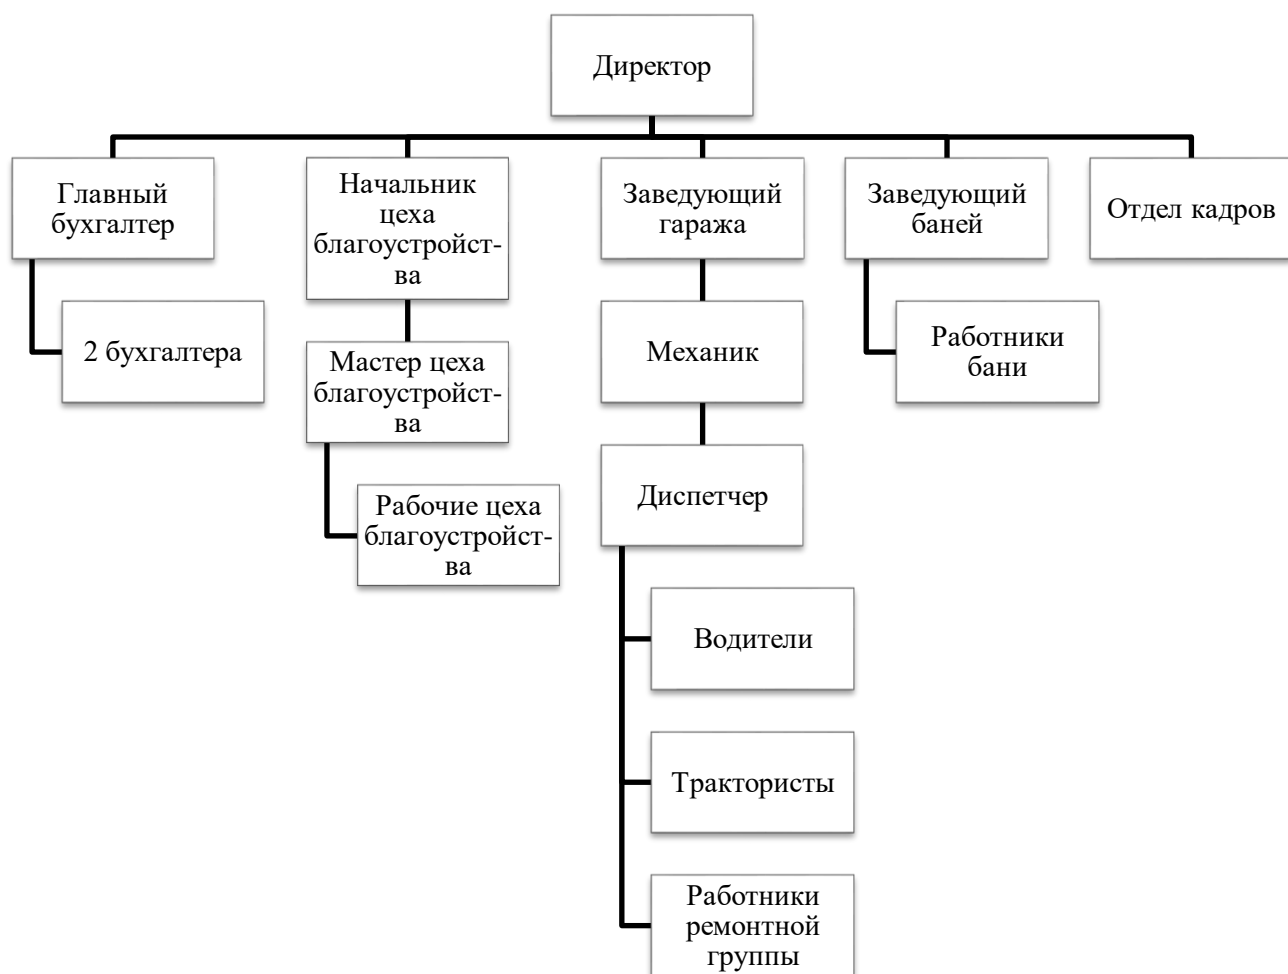 Директор
Главный
бухгалтер
Начальник
цеха
благоустройст-
ва
Заведующий
гаража
Заведующий
баней
Отдел кадров
2 бухгалтера
Мастер цеха
благоустройст-
ва
Механик
Работники
бани
Рабочие цеха
благоустройст-
ва
Диспетчер
Водители
Трактористы
Работники
ремонтной
группы